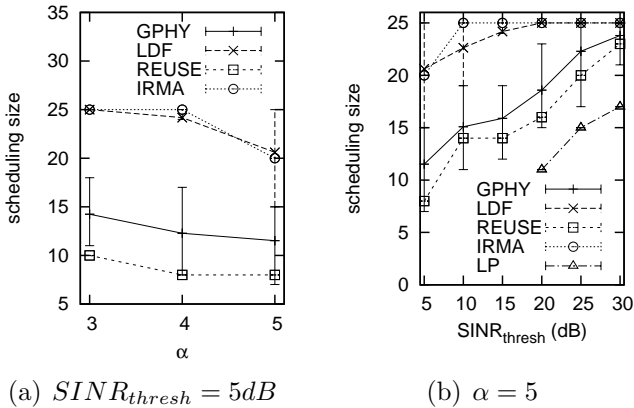 scheduling size
35
30
25
20
15
10
5
3 4 5
α
GPHY
LDF
REUSE
IRMA
(a) SINR_thresh = 5dB
scheduling size
25
20
15
10
5
0
5 10 15 20 25 30
SINR_thresh (dB)
GPHY
LDF
REUSE
IRMA
LP
(b) α = 5